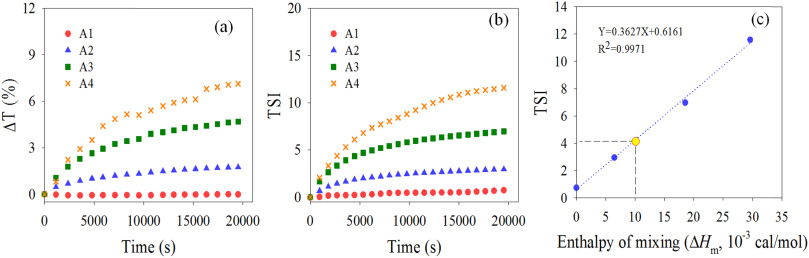 (a)
ΔT (%)
12
9
6
3
0
A1
A2
A3
A4
0
5000
10000
15000
20000
Time (s)
(b)
TSI
20
15
10
5
0
A1
A2
A3
A4
0
5000
10000
15000
20000
Time (s)
(c)
TSI
14
12
10
8
6
4
2
0
Y=0.3627X+0.6161
R²=0.9971
0
5
10
15
20
25
30
35
Enthalpy of mixing (ΔHm, 10-3 cal/mol)